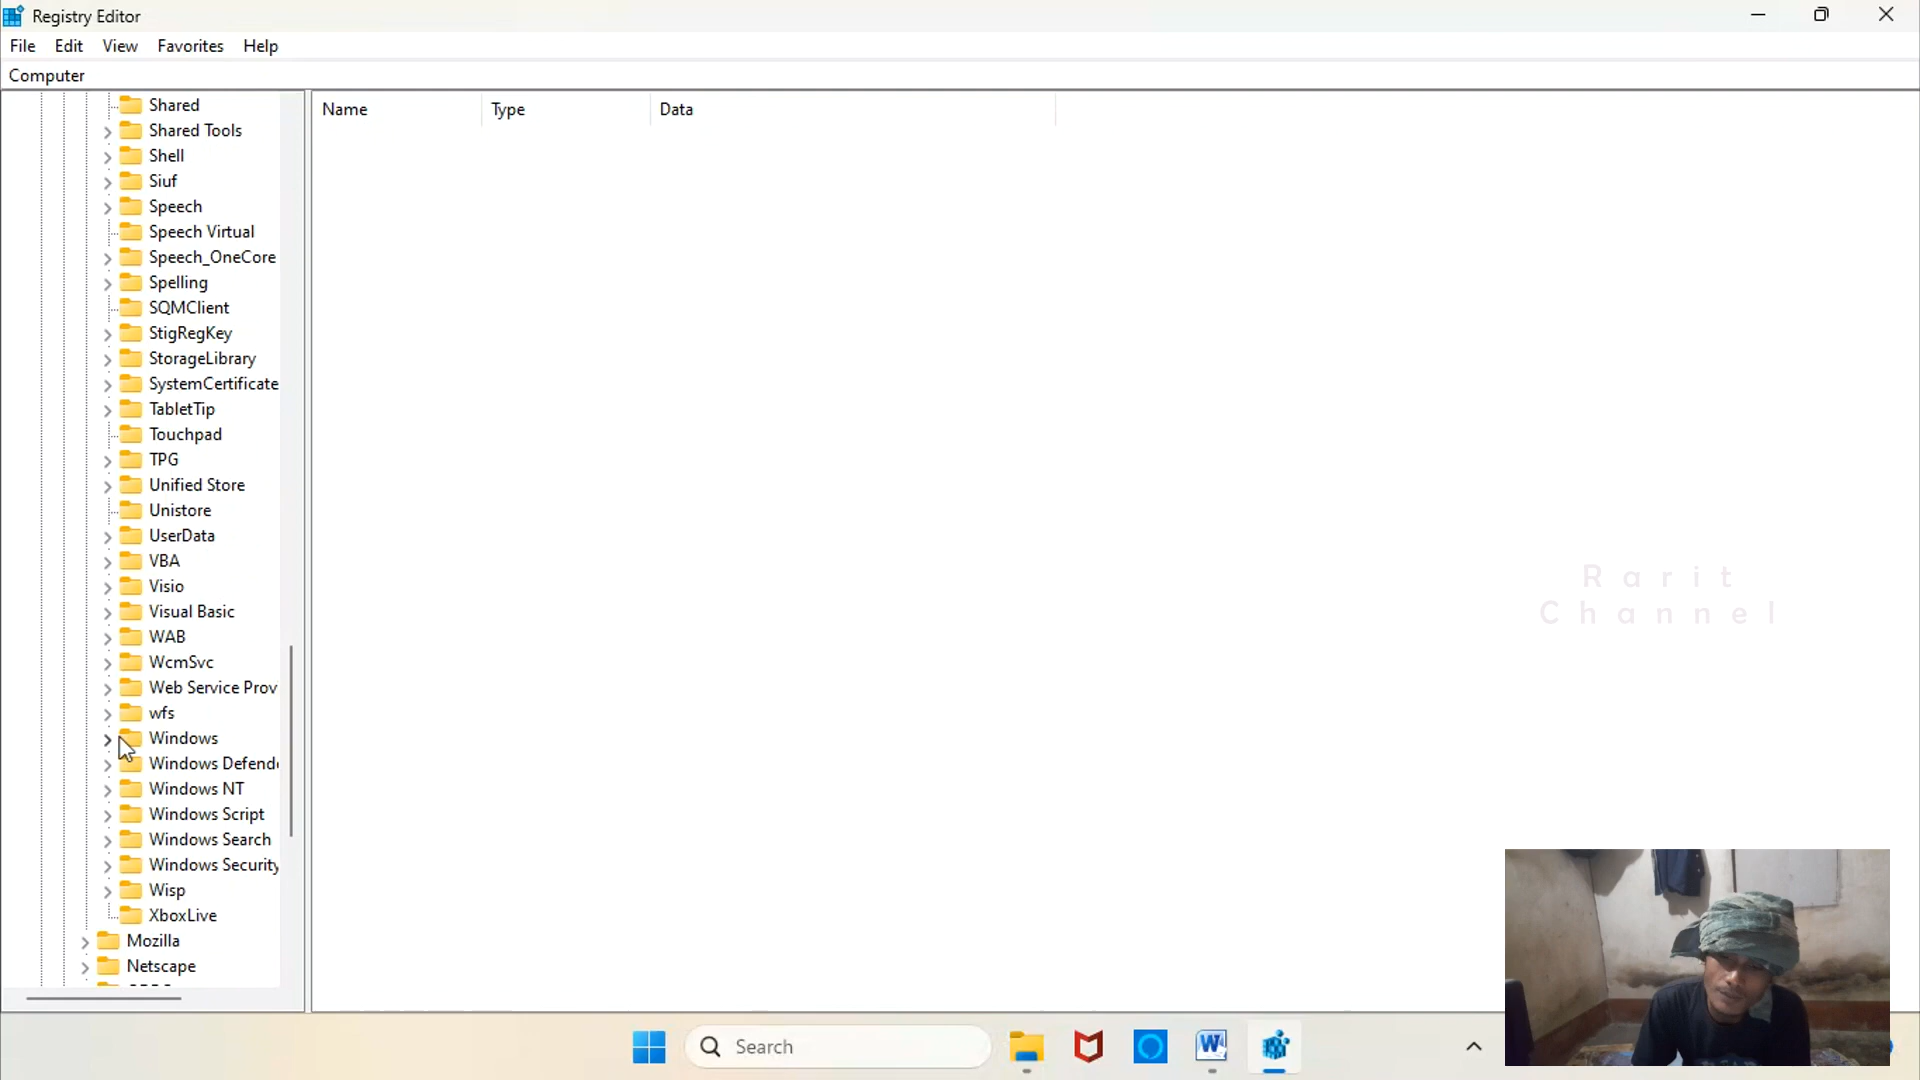 Registry Editor
File Edit View Favorites Help
Computer
Name Type Data
Shared
Shared Tools
Shell
Siuf
Speech
Speech Virtual
Speech_OneCore
Spelling
SQMClient
StigRegKey
StorageLibrary
SystemCertificate
TabletTip
Touchpad
TPG
Unified Store
Unistore
UserData
VBA
Visio
Visual Basic
WAB
WcmSvc
Web Service Prov
wfs
Windows
Windows Defend
Windows NT
Windows Script
Windows Search
Windows Security
Wisp
XboxLive
Mozilla
Netscape
Rarit
Channel
Search